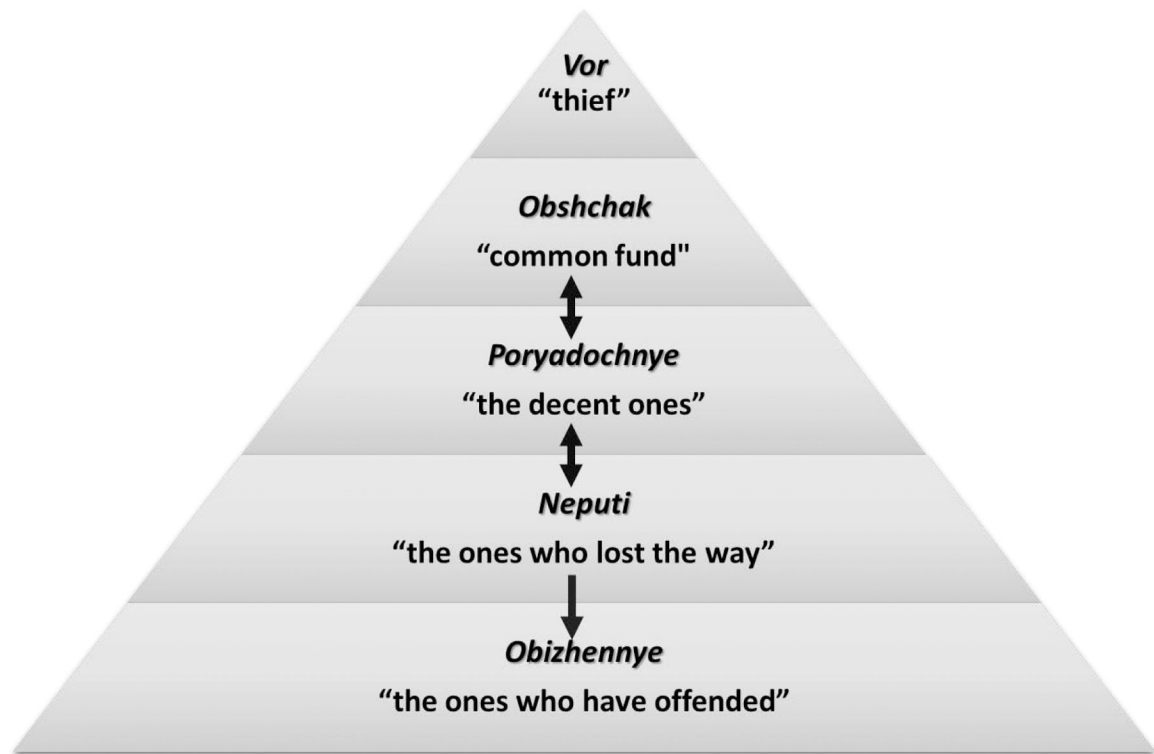 Vor
“thief”
Obshchak
“common fund"
Poryadochnye
“the decent ones”
Neputi
“the ones who lost the way”
Obizhennye
“the ones who have offended”